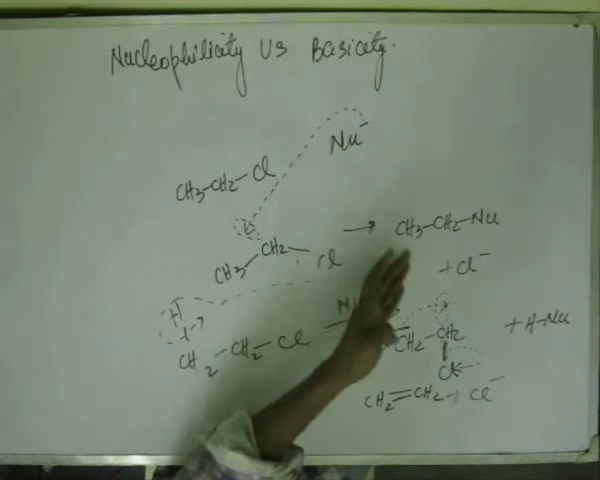 Nucleophilicity Vs Basicity.
Nu⁻
CH3-CH2-Cl
CH3-CH2-Cl → CH3-CH2-Nu
+ Cl⁻
H
CH2-CH2-Cl
CH2-CH2 + H-Nu
Cl
CH2=CH2 + Cl⁻